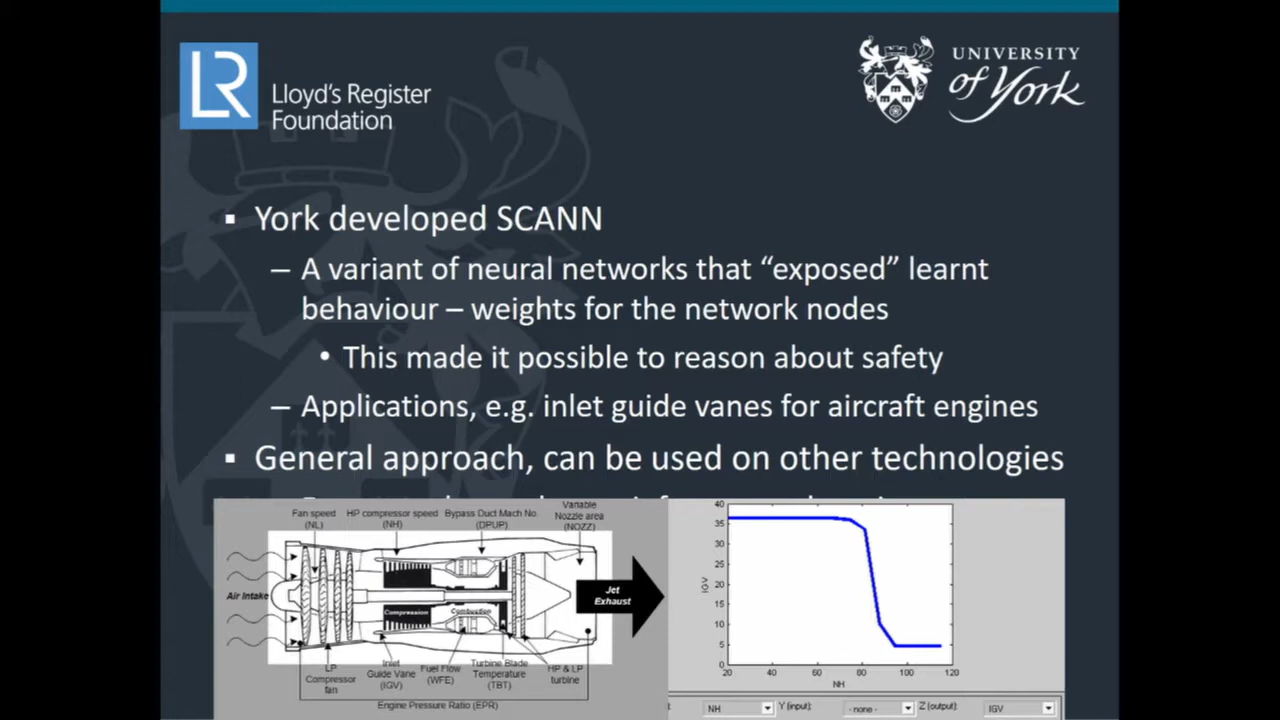 LR
Lloyd's Register
Foundation
UNIVERSITY
of York
▪ York developed SCANN
– A variant of neural networks that “exposed” learnt
behaviour – weights for the network nodes
• This made it possible to reason about safety
– Applications, e.g. inlet guide vanes for aircraft engines
▪ General approach, can be used on other technologies
Fan speed
(NL)
HP compressor speed
(NH)
Bypass Duct Mach No.
(DPUP)
Variable
Nozzle area
(NOZZ)
Air Intake
Compression
Combustion
Jet
Exhaust
LP
Compressor
fan
Inlet
Guide Vane
(IGV)
Fuel Flow
(WFE)
Turbine Blade
Temperature
(TBT)
HP & LP
turbine
Engine Pressure Ratio (EPR)
40
35
30
25
20
15
10
5
0
IGV
20 40 60 80 100 120
NH
NH Y (input): - none - Z (output): IGV